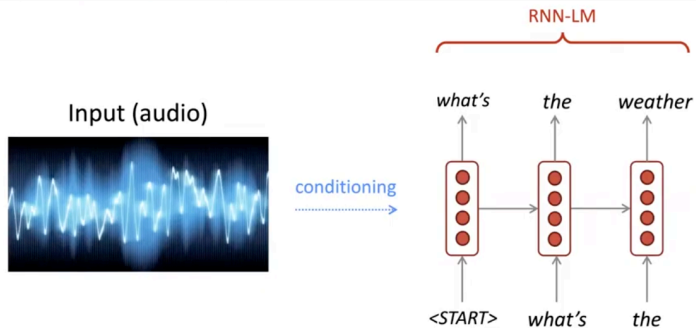 RNN-LM
Input (audio)
what's the weather
conditioning
<START> what's the